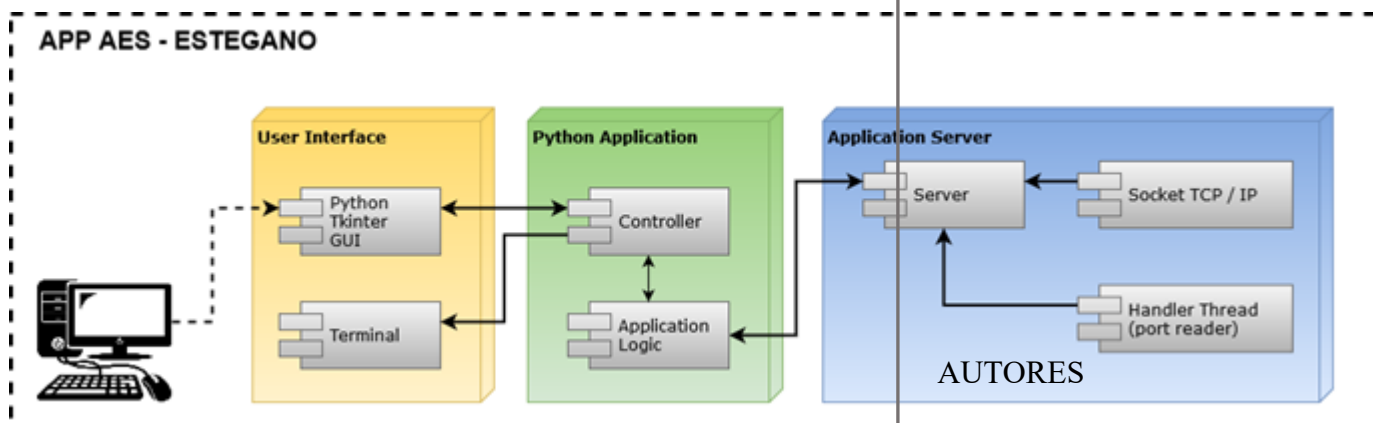 APP AES - ESTEGANO
User Interface
Python
Tkinter
GUI
Terminal
Python Application
Controller
Application
Logic
Application Server
Server
Socket TCP / IP
Handler Thread
(port reader)
AUTORES